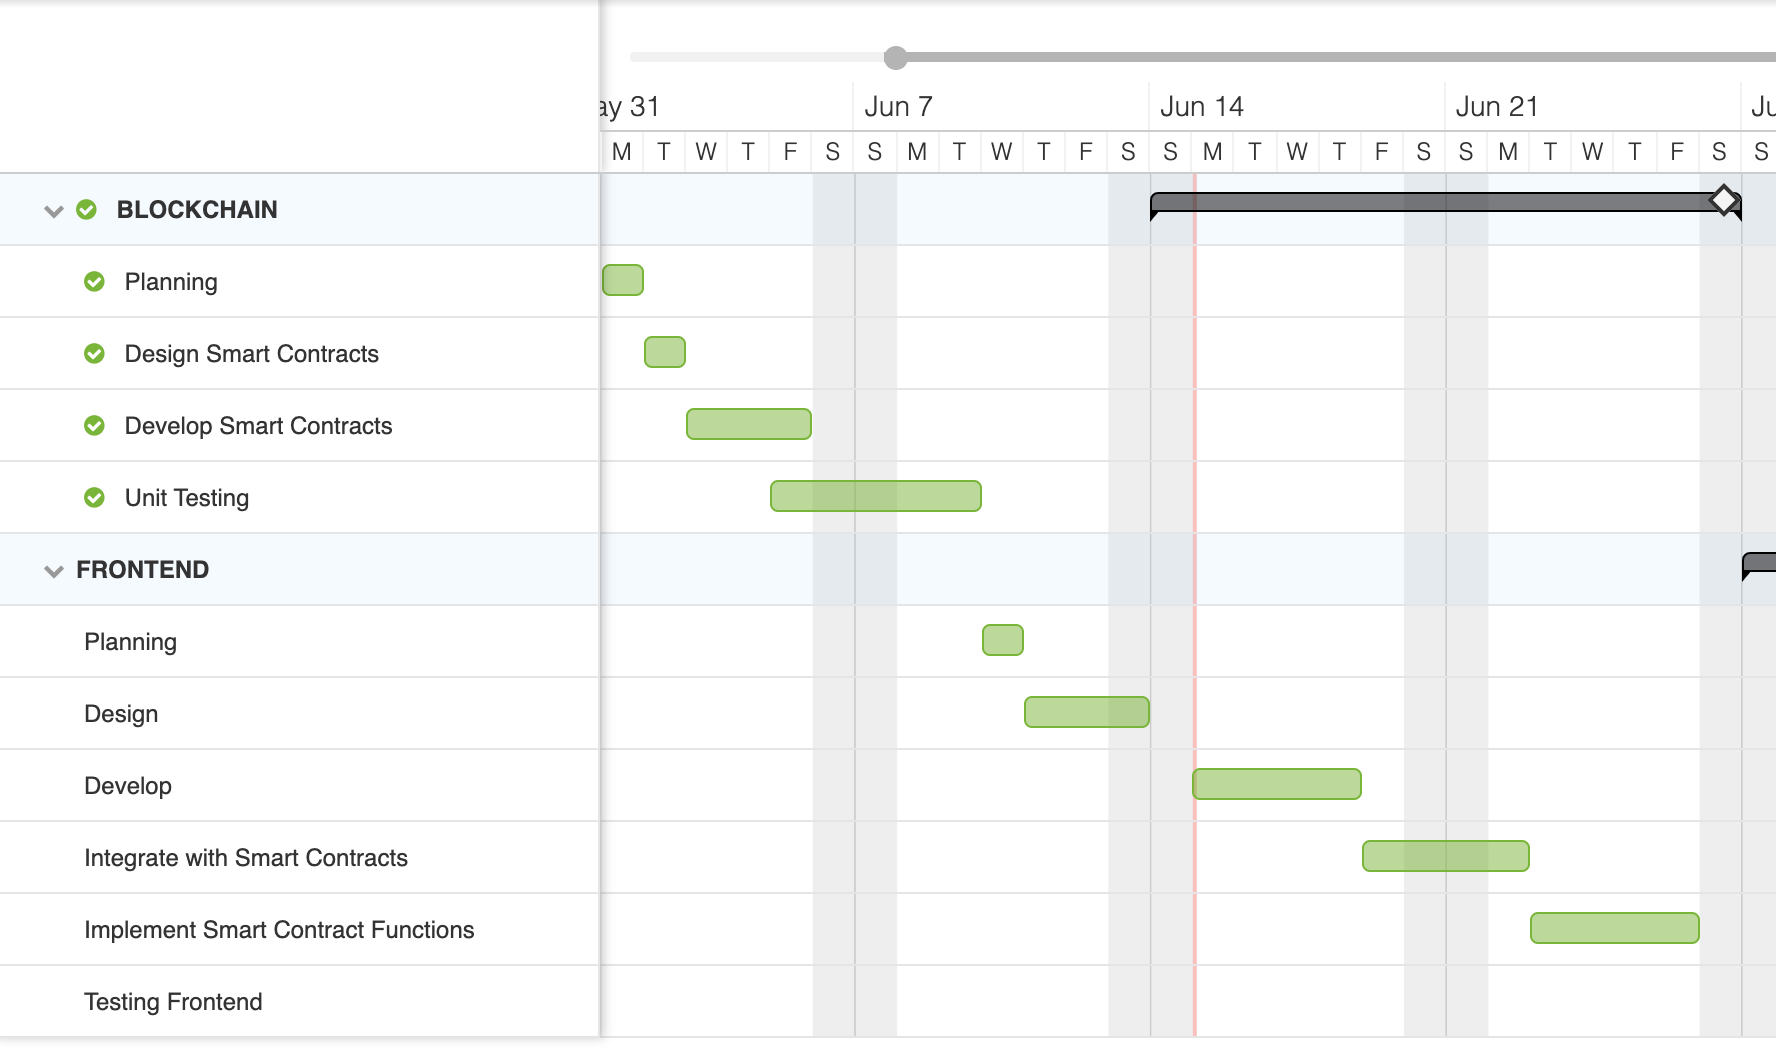 ay 31 Jun 7 Jun 14 Jun 21 Ju
M T W T F S S M T W T F S S M T W T F S S M T W T F S S
BLOCKCHAIN
Planning
Design Smart Contracts
Develop Smart Contracts
Unit Testing
FRONTEND
Planning
Design
Develop
Integrate with Smart Contracts
Implement Smart Contract Functions
Testing Frontend